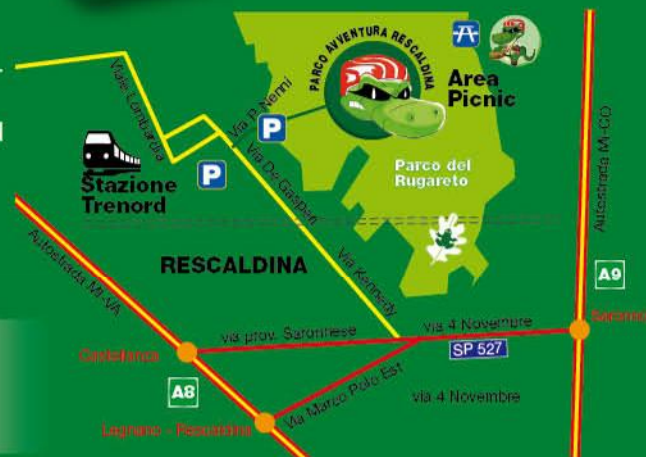 PARCO AVVENTURA RESCALDINA
Area
Picnic
Viale Lombardia
Via P. Nenni
P
P
Stazione
Trenord
Via De Gasperi
Parco del
Rugareto
Autostrada MI-CO
Autostrada MI-VA
RESCALDINA
Via Kennedy
A9
via prov. Saronnese
via 4 Novembre
Saronno
SP 527
Castellanza
A8
Via Marco Polo Est
via 4 Novembre
Legnano - Rescaldina